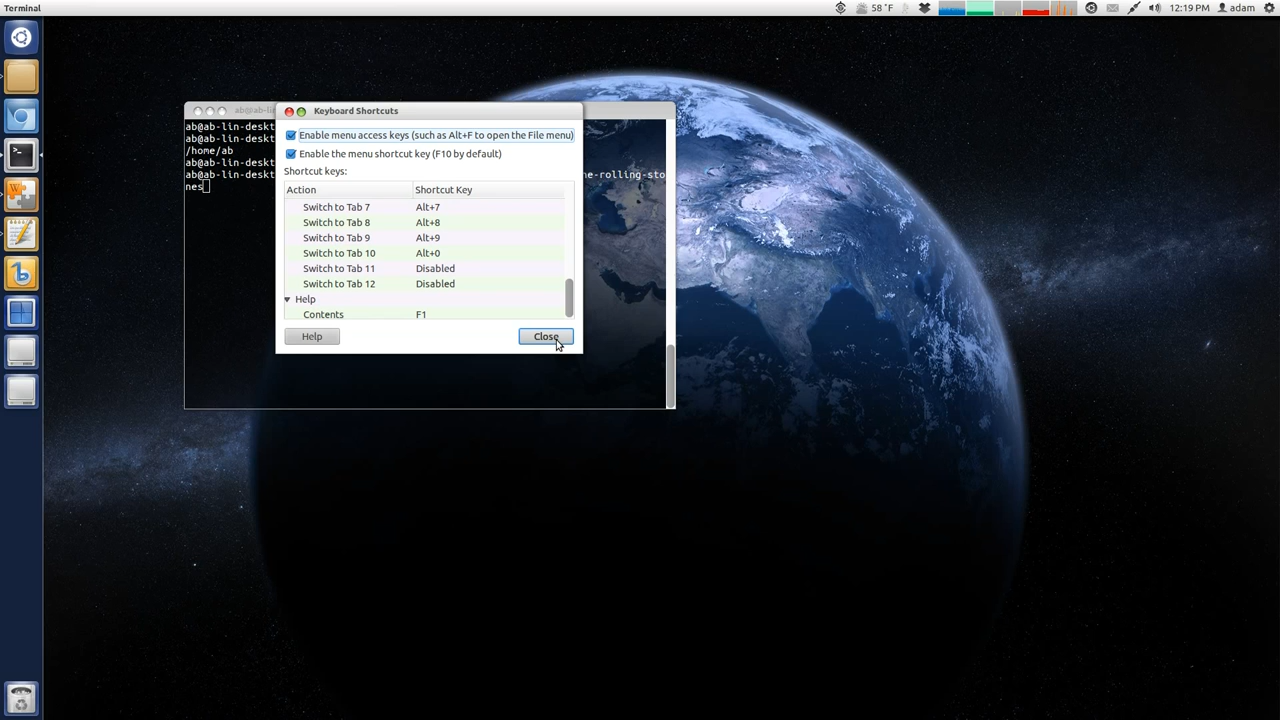 Terminal
58 °F
12:19 PM
adam
ab@ab-lin-
Keyboard Shortcuts
ab@ab-lin-deskt
ab@ab-lin-deskt
/home/ab
ab@ab-lin-deskt
ab@ab-lin-deskt
ne-rolling-sto
nes
Enable menu access keys (such as Alt+F to open the File menu)
Enable the menu shortcut key (F10 by default)
Shortcut keys:
Action Shortcut Key
Switch to Tab 7 Alt+7
Switch to Tab 8 Alt+8
Switch to Tab 9 Alt+9
Switch to Tab 10 Alt+0
Switch to Tab 11 Disabled
Switch to Tab 12 Disabled
Help
Contents F1
Help Close